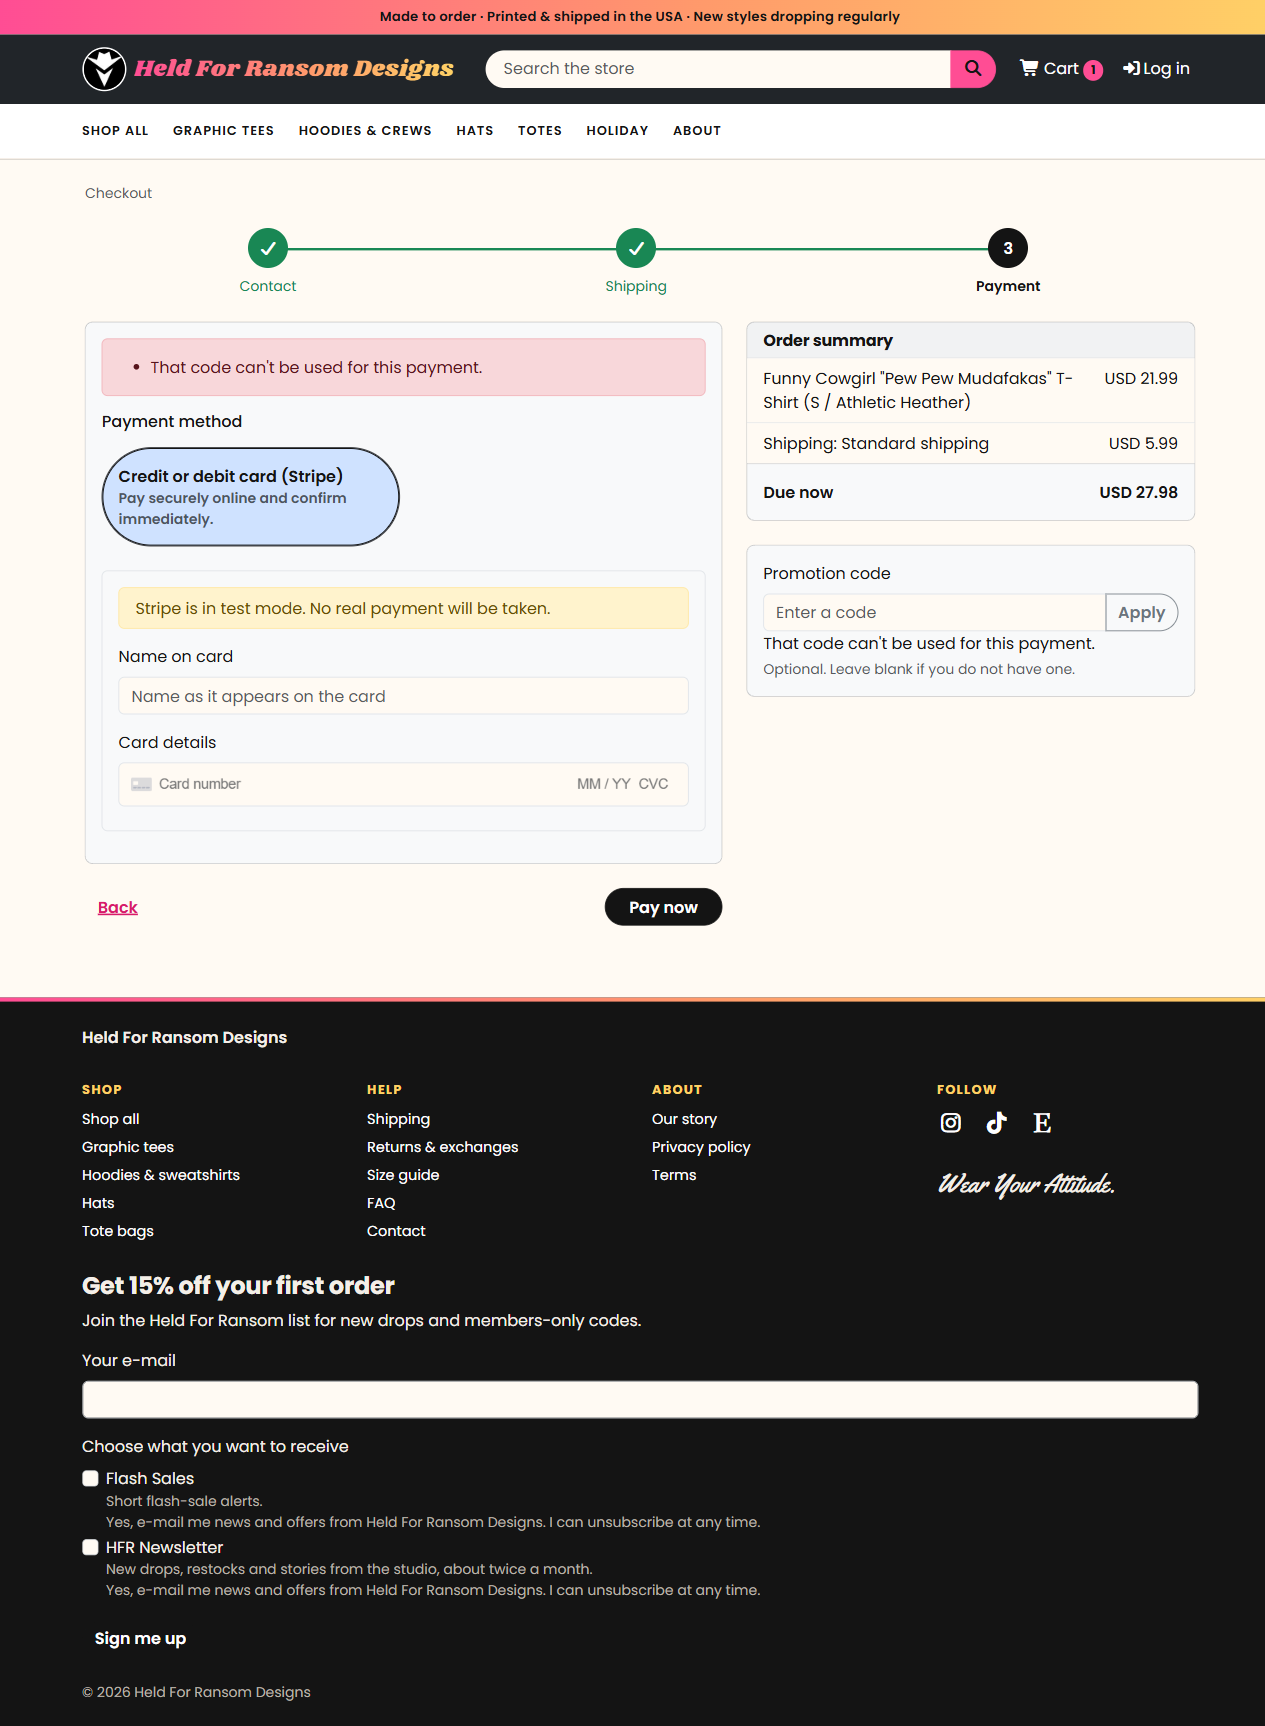 Made to order · Printed & shipped in the USA · New styles dropping regularly
Held For Ransom Designs
Search the store
Cart 1
Log in
SHOP ALL
GRAPHIC TEES
HOODIES & CREWS
HATS
TOTES
HOLIDAY
ABOUT
Checkout
3
Contact
Shipping
Payment
• That code can't be used for this payment.
Payment method
Credit or debit card (Stripe)
Pay securely online and confirm
immediately.
Stripe is in test mode. No real payment will be taken.
Name on card
Name as it appears on the card
Card details
Card number MM / YY CVC
Back
Pay now
Order summary
Funny Cowgirl "Pew Pew Mudafakas" T-
Shirt (S / Athletic Heather)
USD 21.99
Shipping: Standard shipping USD 5.99
Due now USD 27.98
Promotion code
Enter a code
Apply
That code can't be used for this payment.
Optional. Leave blank if you do not have one.
Held For Ransom Designs
SHOP
Shop all
Graphic tees
Hoodies & sweatshirts
Hats
Tote bags
HELP
Shipping
Returns & exchanges
Size guide
FAQ
Contact
ABOUT
Our story
Privacy policy
Terms
FOLLOW
E
Wear Your Attitude.
Get 15% off your first order
Join the Held For Ransom list for new drops and members-only codes.
Your e-mail
Choose what you want to receive
Flash Sales
Short flash-sale alerts.
Yes, e-mail me news and offers from Held For Ransom Designs. I can unsubscribe at any time.
HFR Newsletter
New drops, restocks and stories from the studio, about twice a month.
Yes, e-mail me news and offers from Held For Ransom Designs. I can unsubscribe at any time.
Sign me up
© 2026 Held For Ransom Designs